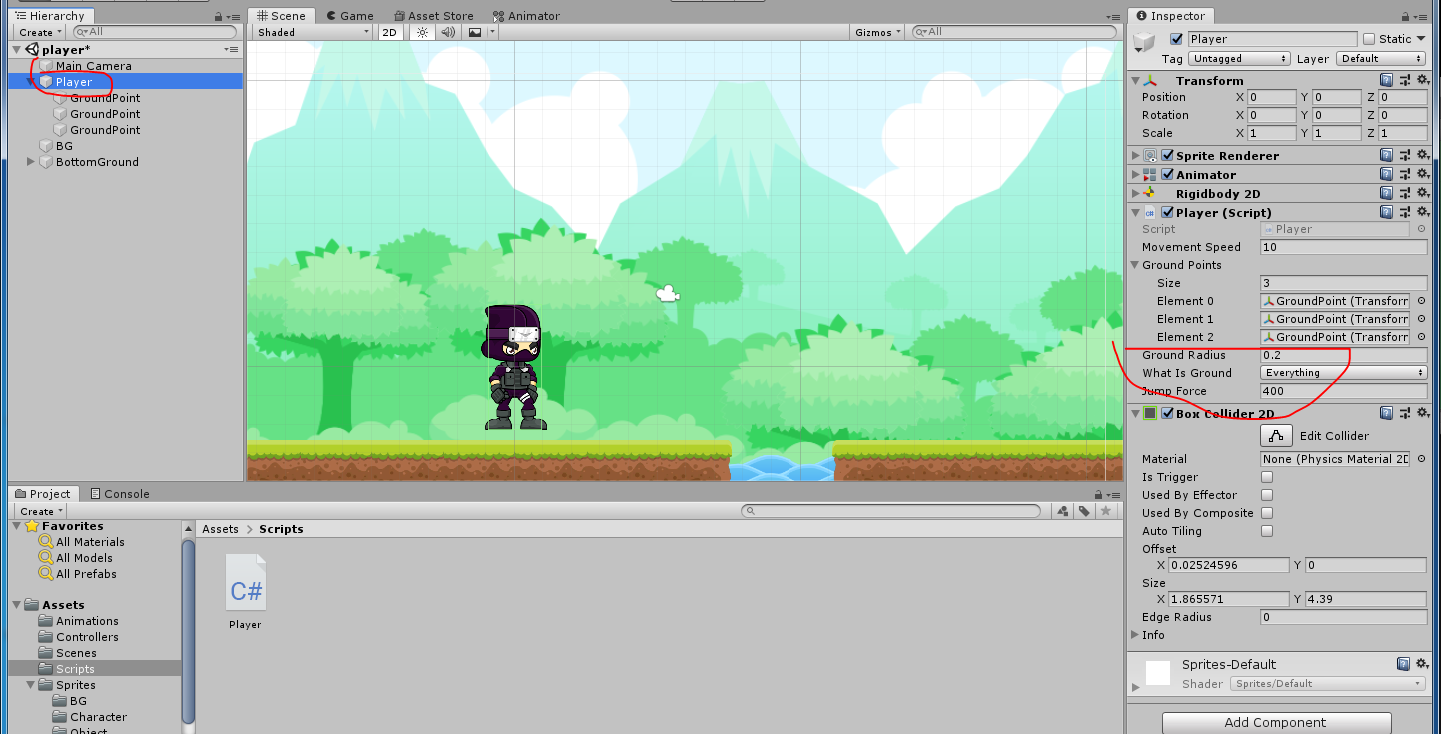 Hierarchy
Create
All
player*
Main Camera
Player
GroundPoint
GroundPoint
GroundPoint
BG
BottomGround
Scene
Game
Asset Store
Animator
Shaded
2D
Gizmos
All
Inspector
Player
Static
Tag
Untagged
Layer
Default
Transform
Position X 0 Y 0 Z 0
Rotation X 0 Y 0 Z 0
Scale X 1 Y 1 Z 1
Sprite Renderer
Animator
Rigidbody 2D
Player (Script)
Script Player
Movement Speed 10
Ground Points
Size 3
Element 0 GroundPoint (Transforr
Element 1 GroundPoint (Transforr
Element 2 GroundPoint (Transforr
Ground Radius 0.2
What Is Ground Everything
Jump Force 400
Box Collider 2D
Edit Collider
Material None (Physics Material 2D
Is Trigger
Used By Effector
Used By Composite
Auto Tiling
Offset
X 0.02524596 Y 0
Size
X 1.865571 Y 4.39
Edge Radius 0
Info
Sprites-Default
Shader Sprites/Default
Add Component
Project
Console
Create
Favorites
All Materials
All Models
All Prefabs
Assets
Animations
Controllers
Scenes
Scripts
Sprites
BG
Character
Object
Assets > Scripts
C#
Player